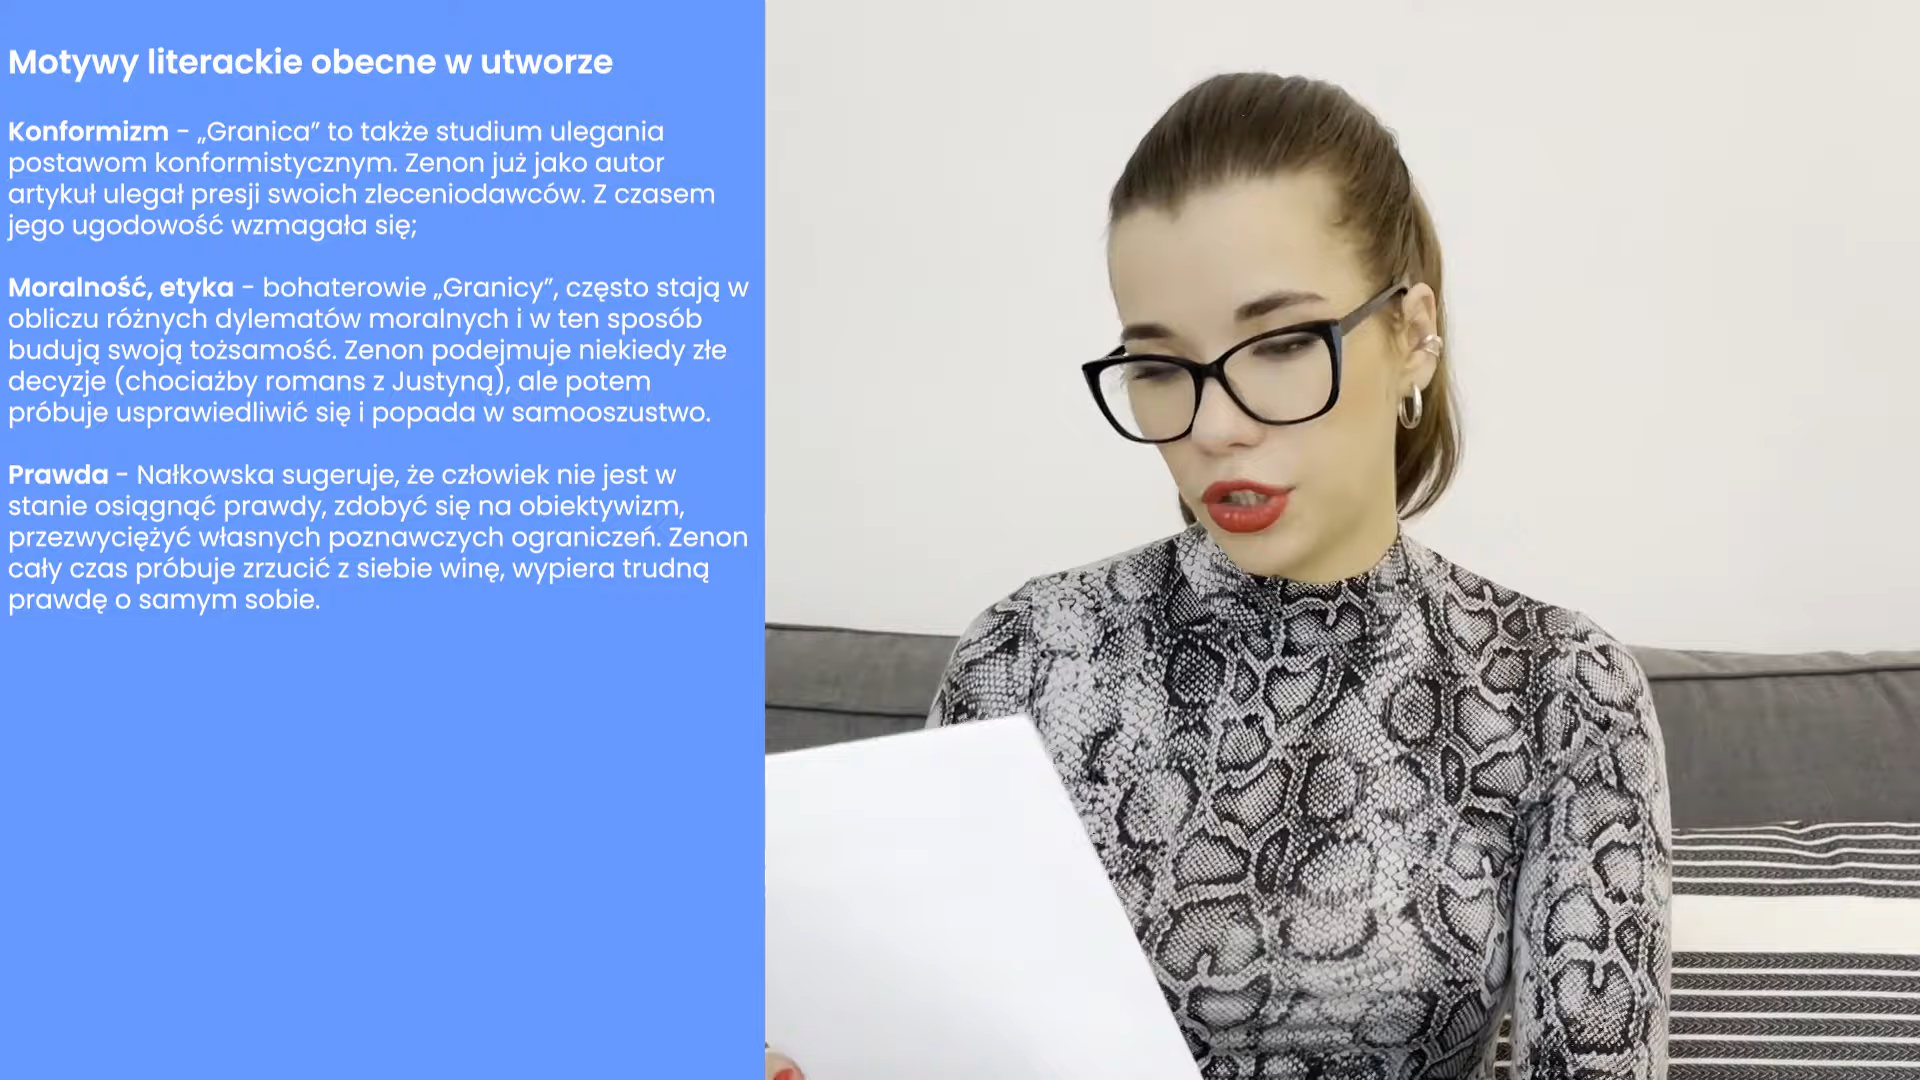 Motywy literackie obecne w utworze
Konformizm - „Granica” to także studium ulegania
postawom konformistycznym. Zenon już jako autor
artykuł ulegał presji swoich zleceniodawców. Z czasem
jego ugodowość wzmagała się;
Moralność, etyka - bohaterowie „Granicy”, często stają w
obliczu różnych dylematów moralnych i w ten sposób
budują swoją tożsamość. Zenon podejmuje niekiedy złe
decyzje (chociażby romans z Justyną), ale potem
próbuje usprawiedliwić się i popada w samooszustwo.
Prawda - Nałkowska sugeruje, że człowiek nie jest w
stanie osiągnąć prawdy, zdobyć się na obiektywizm,
przezwyciężyć własnych poznawczych ograniczeń. Zenon
cały czas próbuje zrzucić z siebie winę, wypiera trudną
prawdę o samym sobie.